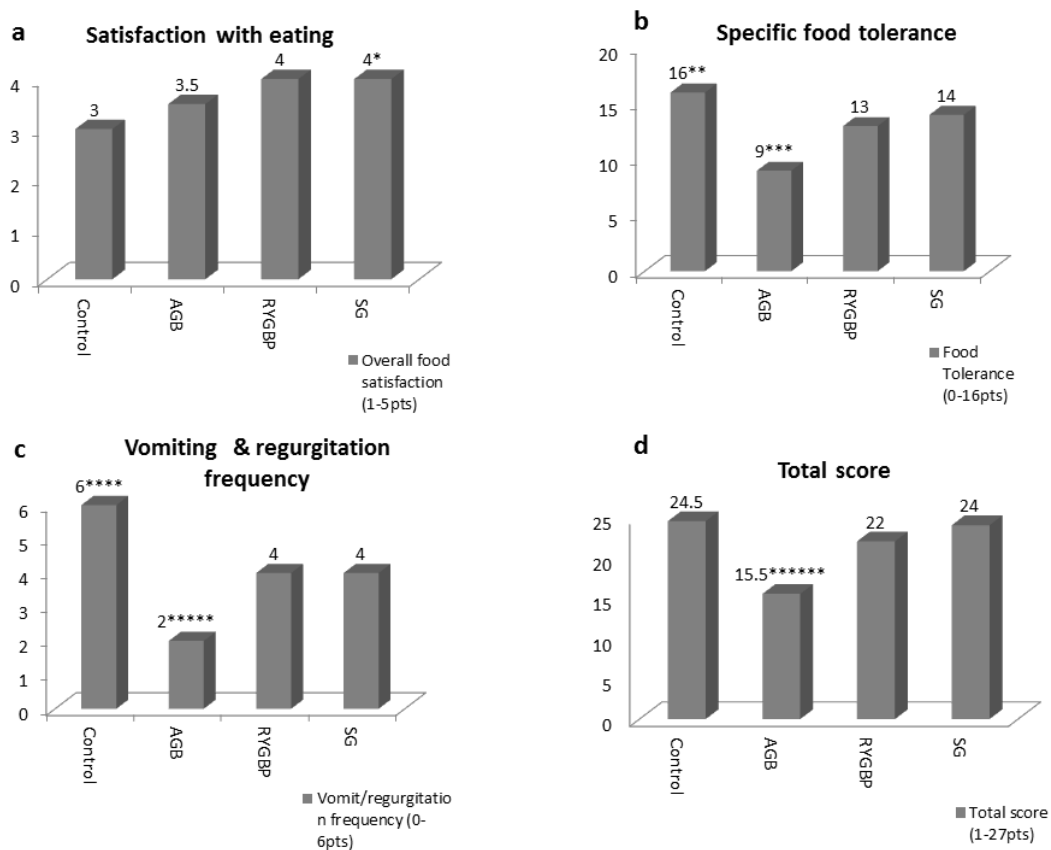 a
Satisfaction with eating
4
3
2
1
0
3
3.5
4
4*
Control
AGB
RYGBP
SG
Overall food
satisfaction
(1-5pts)
b
Specific food tolerance
20
15
10
5
0
16**
9***
13
14
Control
AGB
RYGBP
SG
Food
Tolerance
(0-16pts)
c
Vomiting & regurgitation
frequency
6
5
4
3
2
1
0
6****
2*****
4
4
Control
AGB
RYGBP
SG
Vomit/regurgitatio
n frequency (0-
6pts)
d
Total score
25
20
15
10
5
0
24.5
15.5******
22
24
Control
AGB
RYGBP
SG
Total score
(1-27pts)